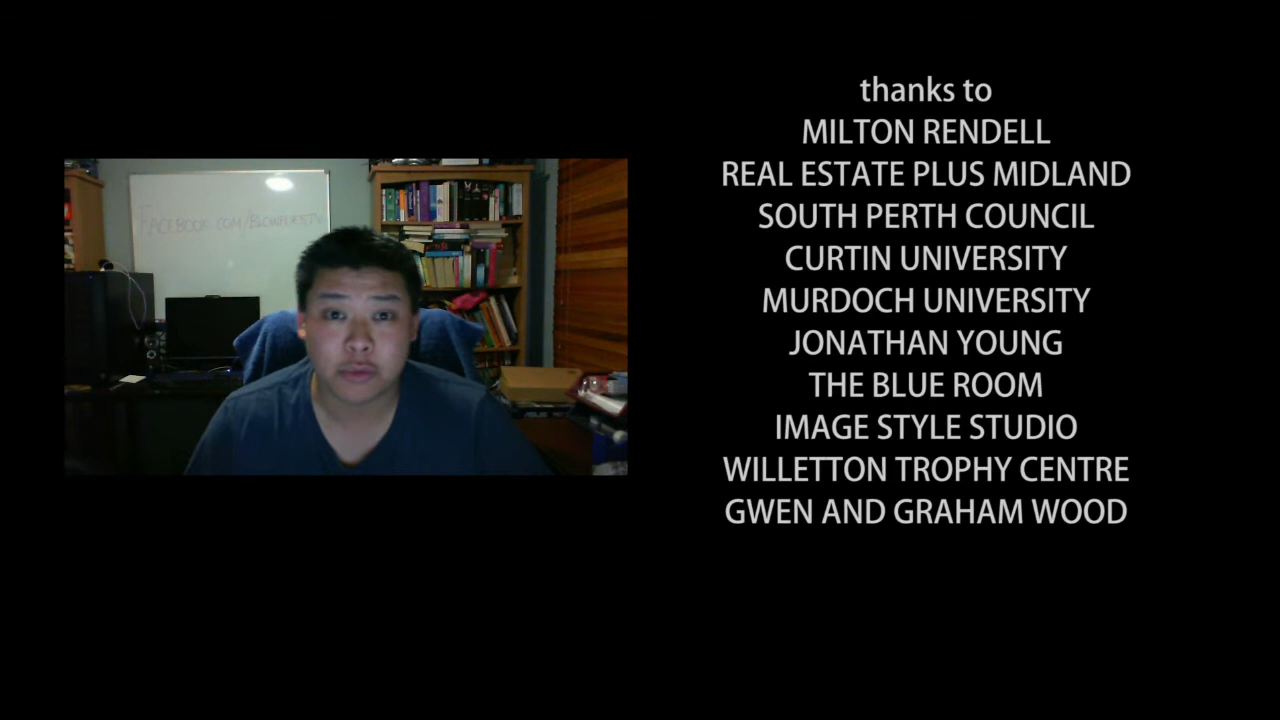 thanks to
MILTON RENDELL
REAL ESTATE PLUS MIDLAND
SOUTH PERTH COUNCIL
CURTIN UNIVERSITY
MURDOCH UNIVERSITY
JONATHAN YOUNG
THE BLUE ROOM
IMAGE STYLE STUDIO
WILLETTON TROPHY CENTRE
GWEN AND GRAHAM WOOD